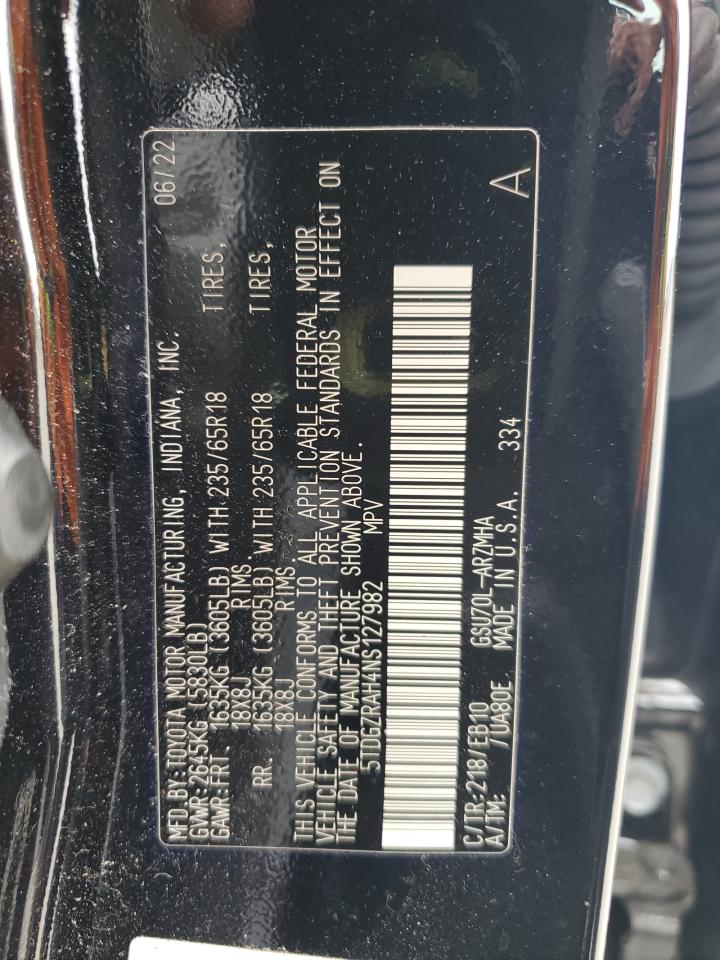 MFD.BY:TOYOTA MOTOR MANUFACTURING, INDIANA, INC. 06/22
GVWR:2645KG (5830LB)
GAWR:FRT. 1635KG (3605LB) WITH 235/65R18 TIRES,
18X8J RIMS.
RR. 1635KG (3605LB) WITH 235/65R18 TIRES,
18X8J RIMS.
THIS VEHICLE CONFORMS TO ALL APPLICABLE FEDERAL MOTOR
VEHICLE SAFETY AND THEFT PREVENTION STANDARDS IN EFFECT ON
THE DATE OF MANUFACTURE SHOWN ABOVE.
5TDGZRAH4NS127982 MPV
C/TR:218/EB10 GSU70L-ARZMHA
A/TM: /UA80E MADE IN U.S.A. 334 A